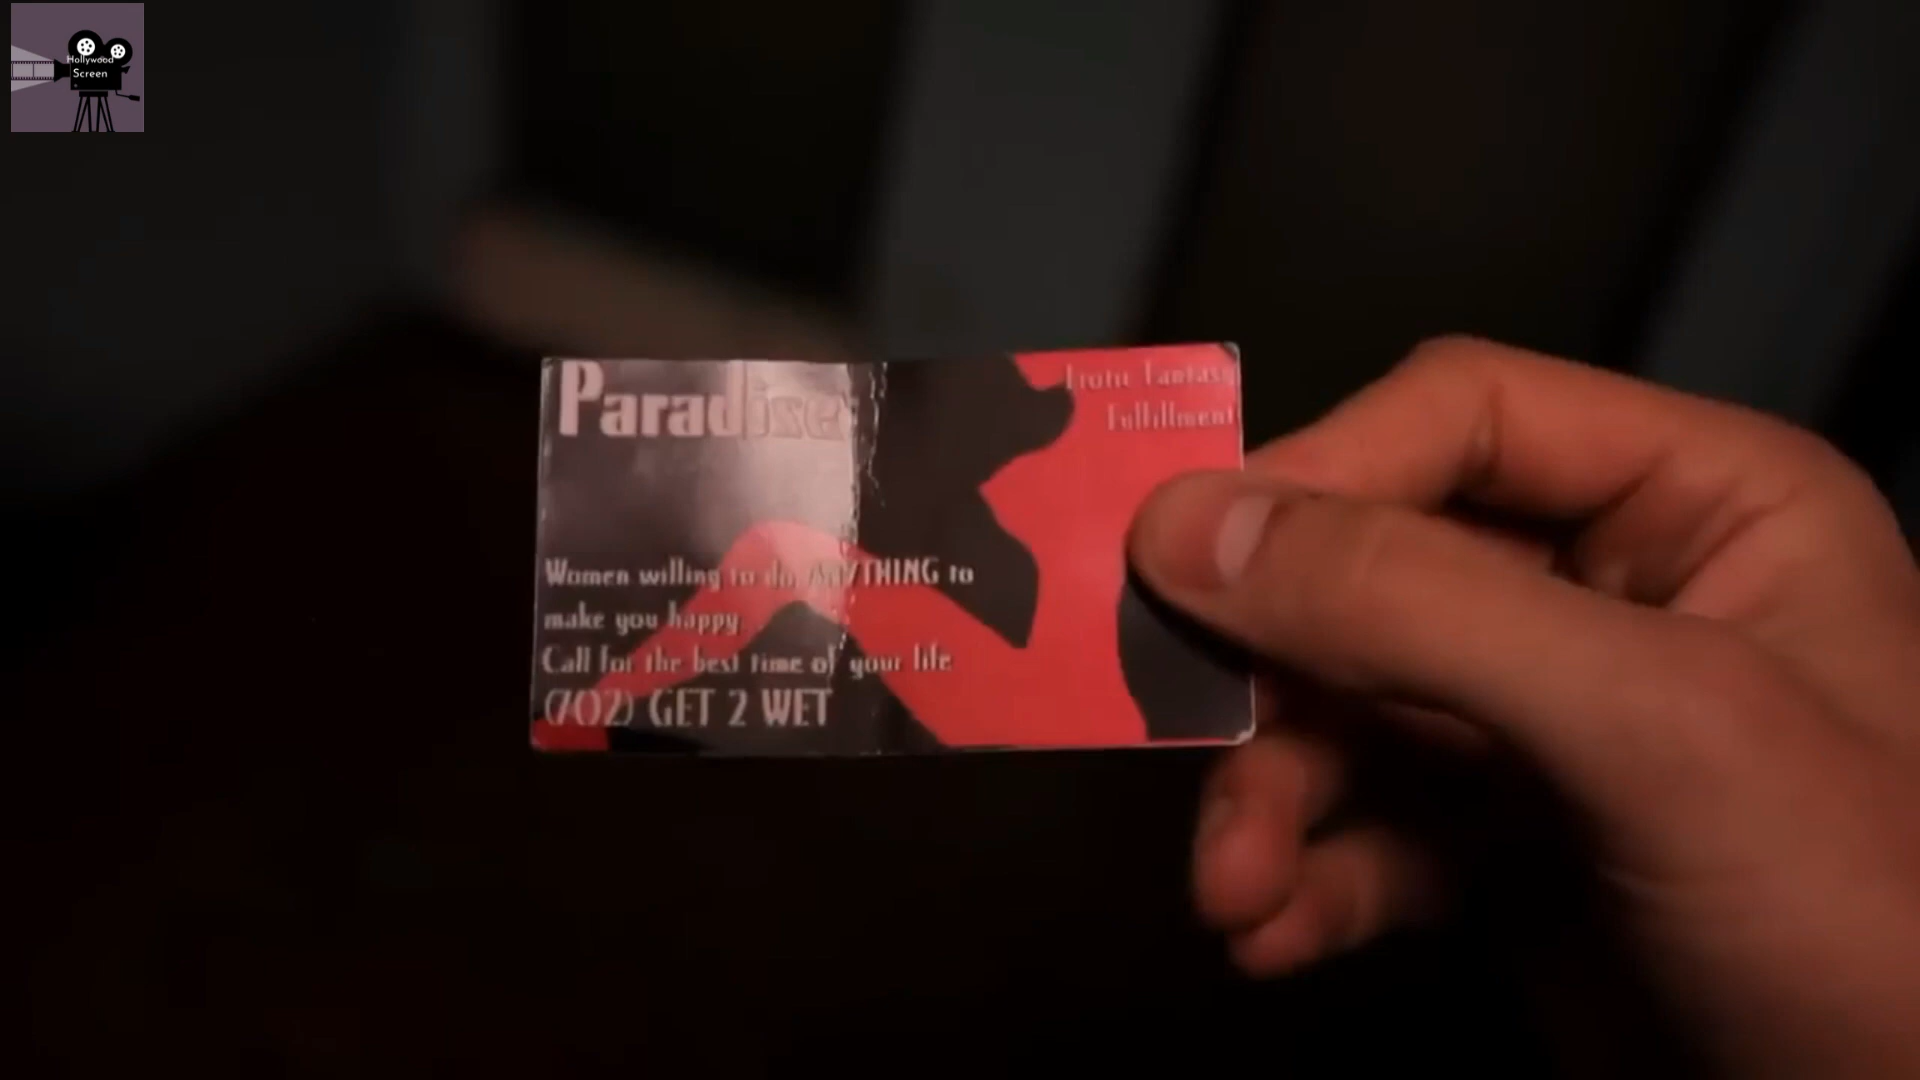 Hollywood
Screen
Paradise
Erotic Fantasy
Fulfillment
Women willing to do ANYTHING to
make you happy
Call for the best time of your life
(702) GET 2 WET